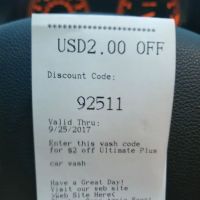 USD2.00 OFF
Discount Code:
92511
Valid Thru:
9/25/2017
Enter this wash code
for $2 off Ultimate Plus
car wash
Have a Great Day!
Visit our web site
Web Site Here<